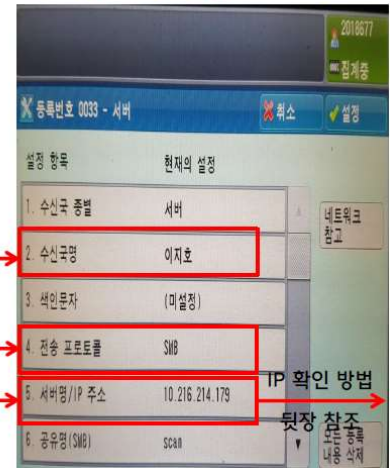 2018677
집계중
등록번호 0033 - 서버
취소
설정
설정 항목 현재의 설정
1. 수신국 종별 서버
네트워크
참고
2. 수신국명 이지호
3. 색인문자 (미설정)
4. 전송 프로토콜 SMB
IP 확인 방법
5. 서버명/IP 주소 10.216.214.179
뒷장 참조
모든 등록
내용 삭제
6. 공유명(SMB) scan